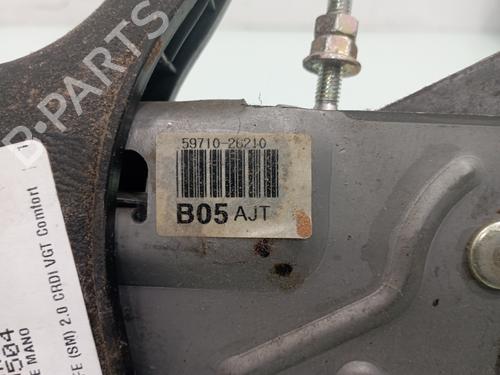 B-PARTS
59710-26210
B05 AJT
504
E MANO
FE (SM) 2.0 CRDI VGT Comfort